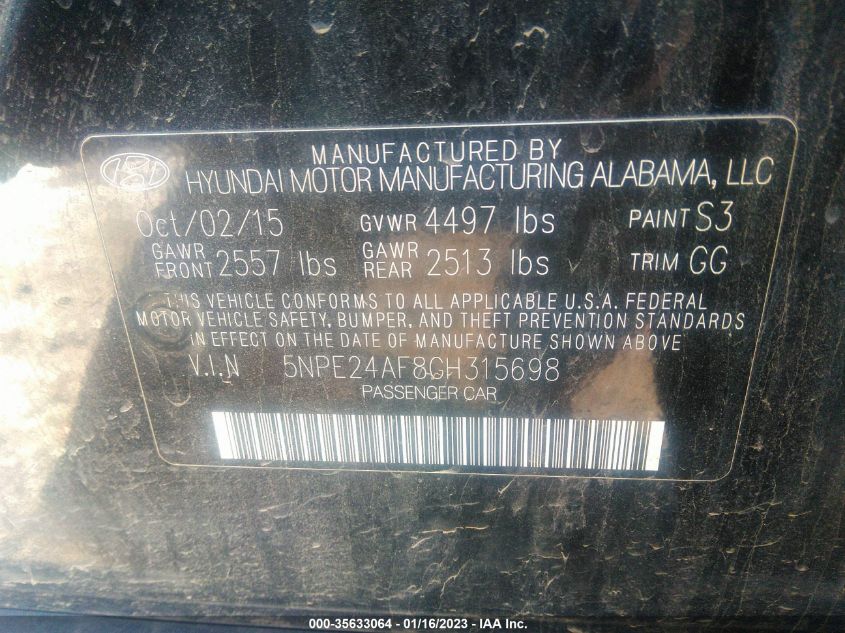 MANUFACTURED BY
HYUNDAI MOTOR MANUFACTURING ALABAMA, LLC
Oct/02/15 GVWR 4497 lbs PAINT S3
GAWR FRONT 2557 lbs GAWR REAR 2513 lbs TRIM GG
THIS VEHICLE CONFORMS TO ALL APPLICABLE U.S.A. FEDERAL
MOTOR VEHICLE SAFETY, BUMPER, AND THEFT PREVENTION STANDARDS
IN EFFECT ON THE DATE OF MANUFACTURE SHOWN ABOVE.
V.I.N 5NPE24AF8GH315698
PASSENGER CAR
000-35633064 - 01/16/2023 - IAA Inc.